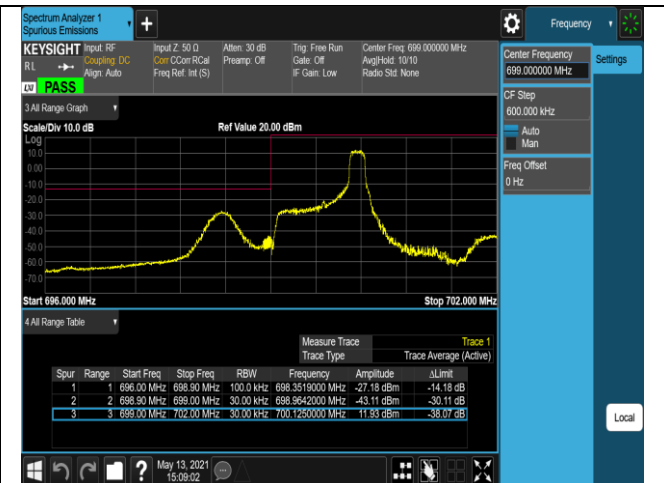 Spectrum Analyzer 1
Spurious Emissions
Frequency
KEYSIGHT Input: RF Input Z: 50 Ω Atten: 30 dB Trig: Free Run Center Freq: 699.000000 MHz
RL Coupling: DC Corr CCorr RCal Preamp: Off Gate: Off Avg|Hold: 10/10
Align: Auto Freq Ref: Int (S) IF Gain: Low Radio Std: None
LXI PASS
Center Frequency
699.000000 MHz
Settings
CF Step
600.000 kHz
Auto
Man
Freq Offset
0 Hz
Local
3 All Range Graph
Scale/Div 10.0 dB Ref Value 20.00 dBm
Log
10.0
0.00
-10.0
-20.0
-30.0
-40.0
-50.0
-60.0
-70.0
Start 696.000 MHz Stop 702.000 MHz
4 All Range Table
Measure Trace Trace 1
Trace Type Trace Average (Active)
Spur Range Start Freq Stop Freq RBW Frequency Amplitude ΔLimit
1 1 696.00 MHz 698.90 MHz 100.0 kHz 698.3519000 MHz -27.18 dBm -14.18 dB
2 2 698.90 MHz 699.00 MHz 30.00 kHz 698.9642000 MHz -43.11 dBm -30.11 dB
3 3 699.00 MHz 702.00 MHz 30.00 kHz 700.1250000 MHz 11.93 dBm -38.07 dB
May 13, 2021
15:09:02